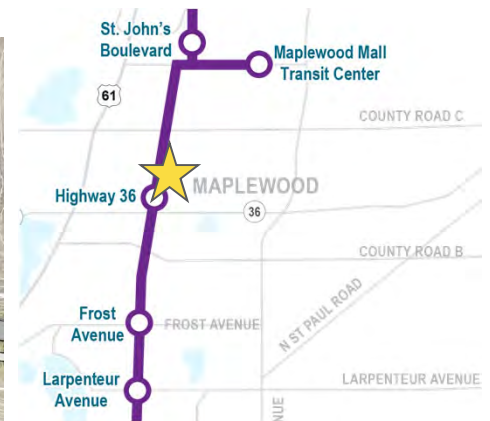 St. John's
Boulevard
Maplewood Mall
Transit Center
61
COUNTY ROAD C
Highway 36
MAPLEWOOD
36
COUNTY ROAD B
Frost
Avenue
FROST AVENUE
N ST PAUL ROAD
Larpenteur
Avenue
LARPENTEUR AVENUE